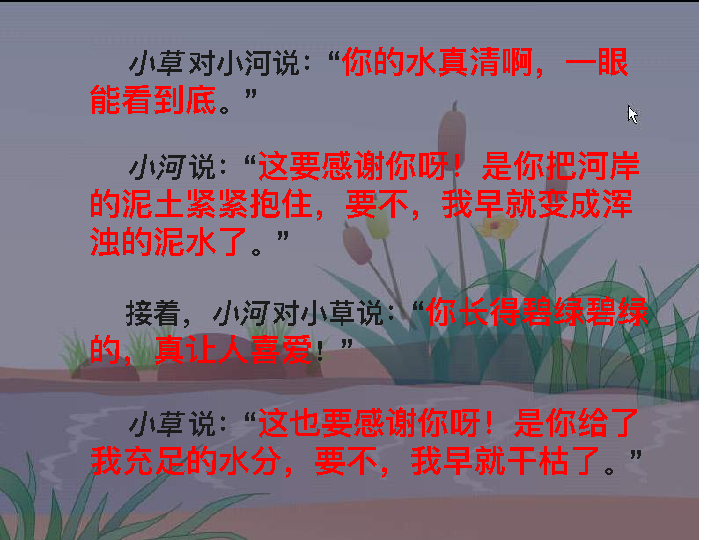 小草对小河说：“你的水真清啊，一眼
能看到底。”
小河说：“这要感谢你呀！是你把河岸
的泥土紧紧抱住，要不，我早就变成浑
浊的泥水了。”
接着，小河对小草说：“你长得碧绿碧绿
的，真让人喜爱！”
小草说：“这也要感谢你呀！是你给了
我充足的水分，要不，我早就干枯了。”